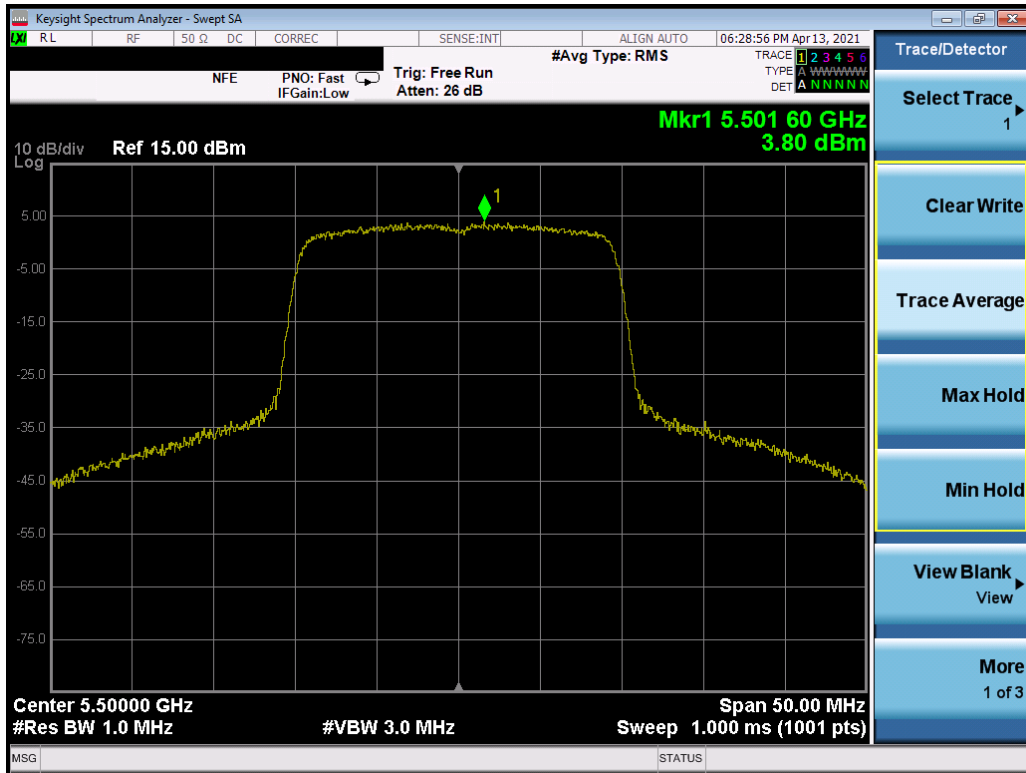 Keysight Spectrum Analyzer - Swept SA
LXI RL RF 50 Ω DC CORREC SENSE:INT ALIGN AUTO 06:28:56 PM Apr 13, 2021
NFE PNO: Fast Trig: Free Run #Avg Type: RMS TRACE 1 2 3 4 5 6
IFGain:Low Atten: 26 dB TYPE A WWWWW
DET A N N N N N
Mkr1 5.501 60 GHz
3.80 dBm
10 dB/div Ref 15.00 dBm
Log
1
5.00
-5.00
-15.0
-25.0
-35.0
-45.0
-55.0
-65.0
-75.0
Center 5.50000 GHz Span 50.00 MHz
#Res BW 1.0 MHz #VBW 3.0 MHz Sweep 1.000 ms (1001 pts)
MSG STATUS
Trace/Detector
Select Trace
1
Clear Write
Trace Average
Max Hold
Min Hold
View Blank
View
More
1 of 3